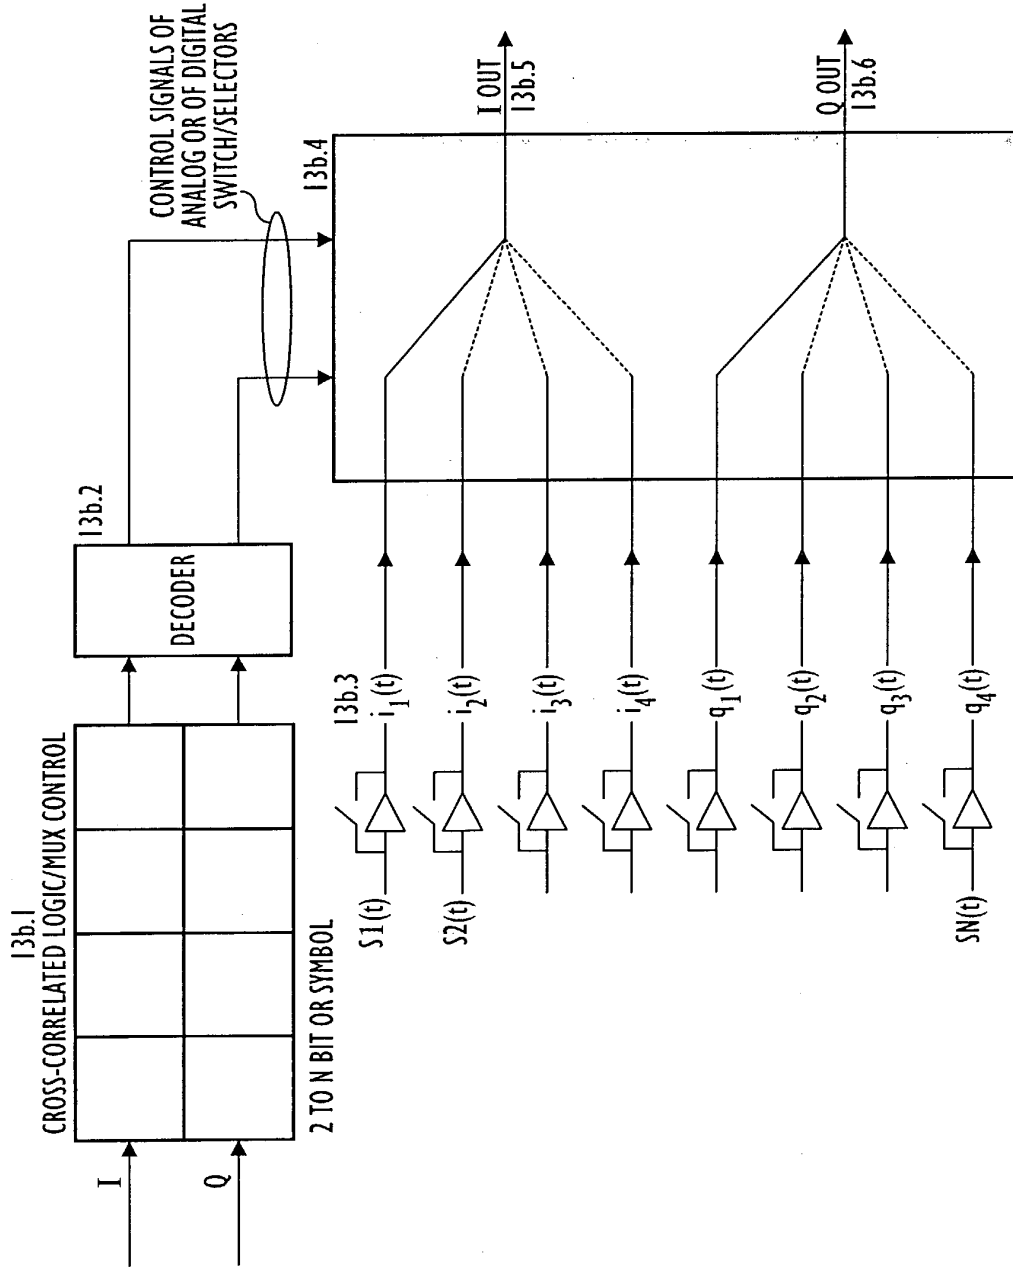 13b.1
CROSS-CORRELATED LOGIC/MUX CONTROL
I
Q
2 TO N BIT OR SYMBOL
13b.2
DECODER
CONTROL SIGNALS OF
ANALOG OR OF DIGITAL
SWITCH/SELECTORS
13b.3
13b.4
S1(t)
i1(t)
S2(t)
i2(t)
i3(t)
i4(t)
q1(t)
q2(t)
q3(t)
SN(t)
q4(t)
I OUT
13b.5
Q OUT
13b.6